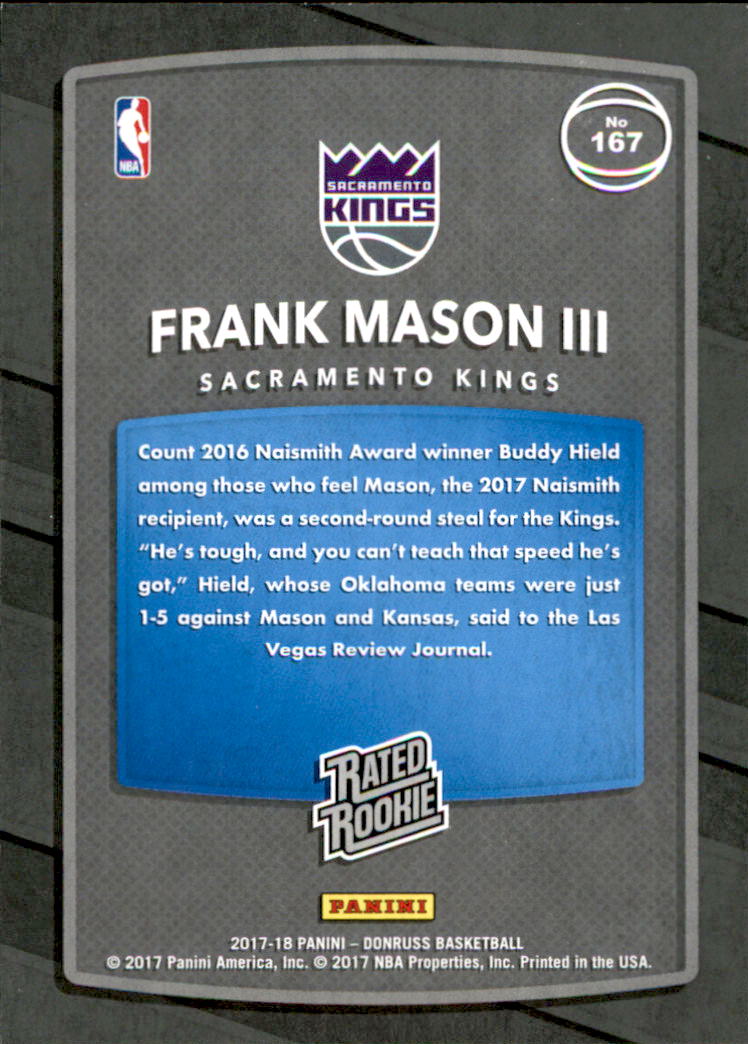 NBA
No
167
SACRAMENTO
KINGS
FRANK MASON III
SACRAMENTO KINGS
Count 2016 Naismith Award winner Buddy Hield
among those who feel Mason, the 2017 Naismith
recipient, was a second-round steal for the Kings.
“He’s tough, and you can’t teach that speed he’s
got,” Hield, whose Oklahoma teams were just
1-5 against Mason and Kansas, said to the Las
Vegas Review Journal.
RATED
ROOKIE
PANINI
2017-18 PANINI – DONRUSS BASKETBALL
© 2017 Panini America, Inc. © 2017 NBA Properties, Inc. Printed in the USA.